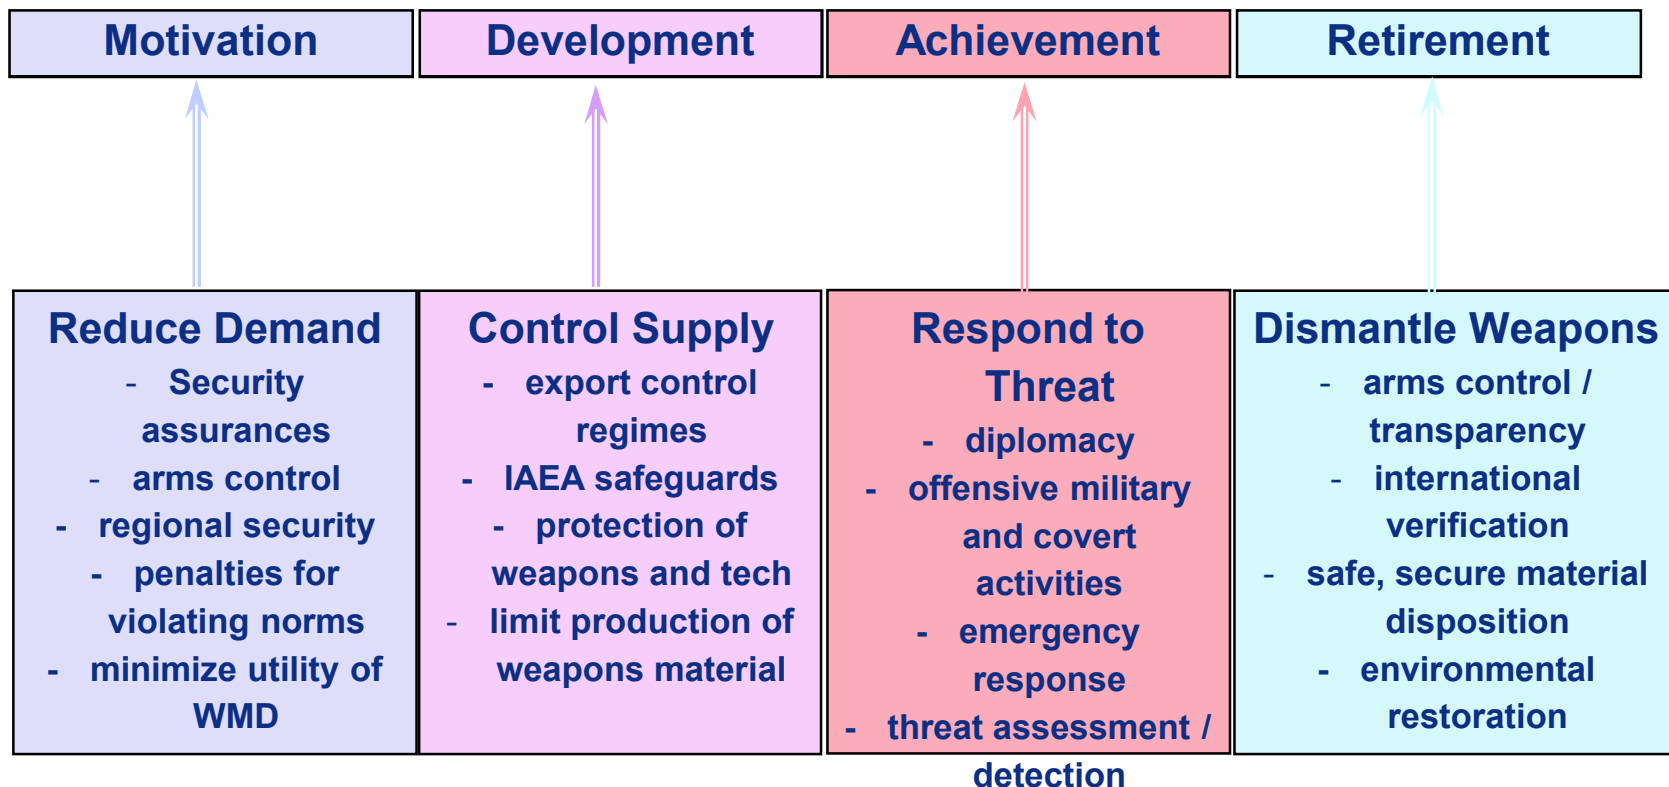 Motivation
Development
Achievement
Retirement
Reduce Demand
- Security
assurances
- arms control
- regional security
- penalties for
violating norms
- minimize utility of
WMD
Control Supply
- export control
regimes
- IAEA safeguards
- protection of
weapons and tech
- limit production of
weapons material
Respond to
Threat
- diplomacy
- offensive military
and covert
activities
- emergency
response
- threat assessment /
detection
Dismantle Weapons
- arms control /
transparency
- international
verification
- safe, secure material
disposition
- environmental
restoration